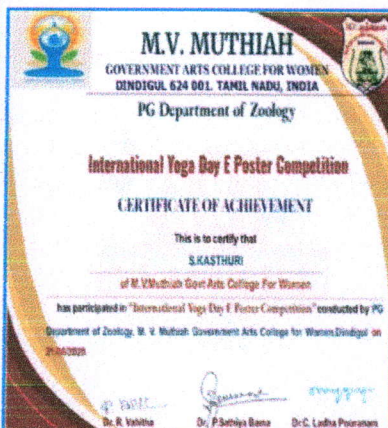 M.V. MUTHIAH
GOVERNMENT ARTS COLLEGE FOR WOMEN
DINDIGUL 624 001. TAMIL NADU, INDIA
PG Department of Zoology
International Yoga Day E Poster Competition
CERTIFICATE OF ACHIEVEMENT
This is to certify that
S.KASTHURI
of M.V.Muthiah Govt Arts College For Women
has participated in "International Yoga Day E Poster Competition" conducted by PG
Department of Zoology, M. V. Muthiah Government Arts College for Women,Dindigul on
Dr. R. Vanitha Dr. P.Sathiya Bama Dr.C. Ladha Pouranam